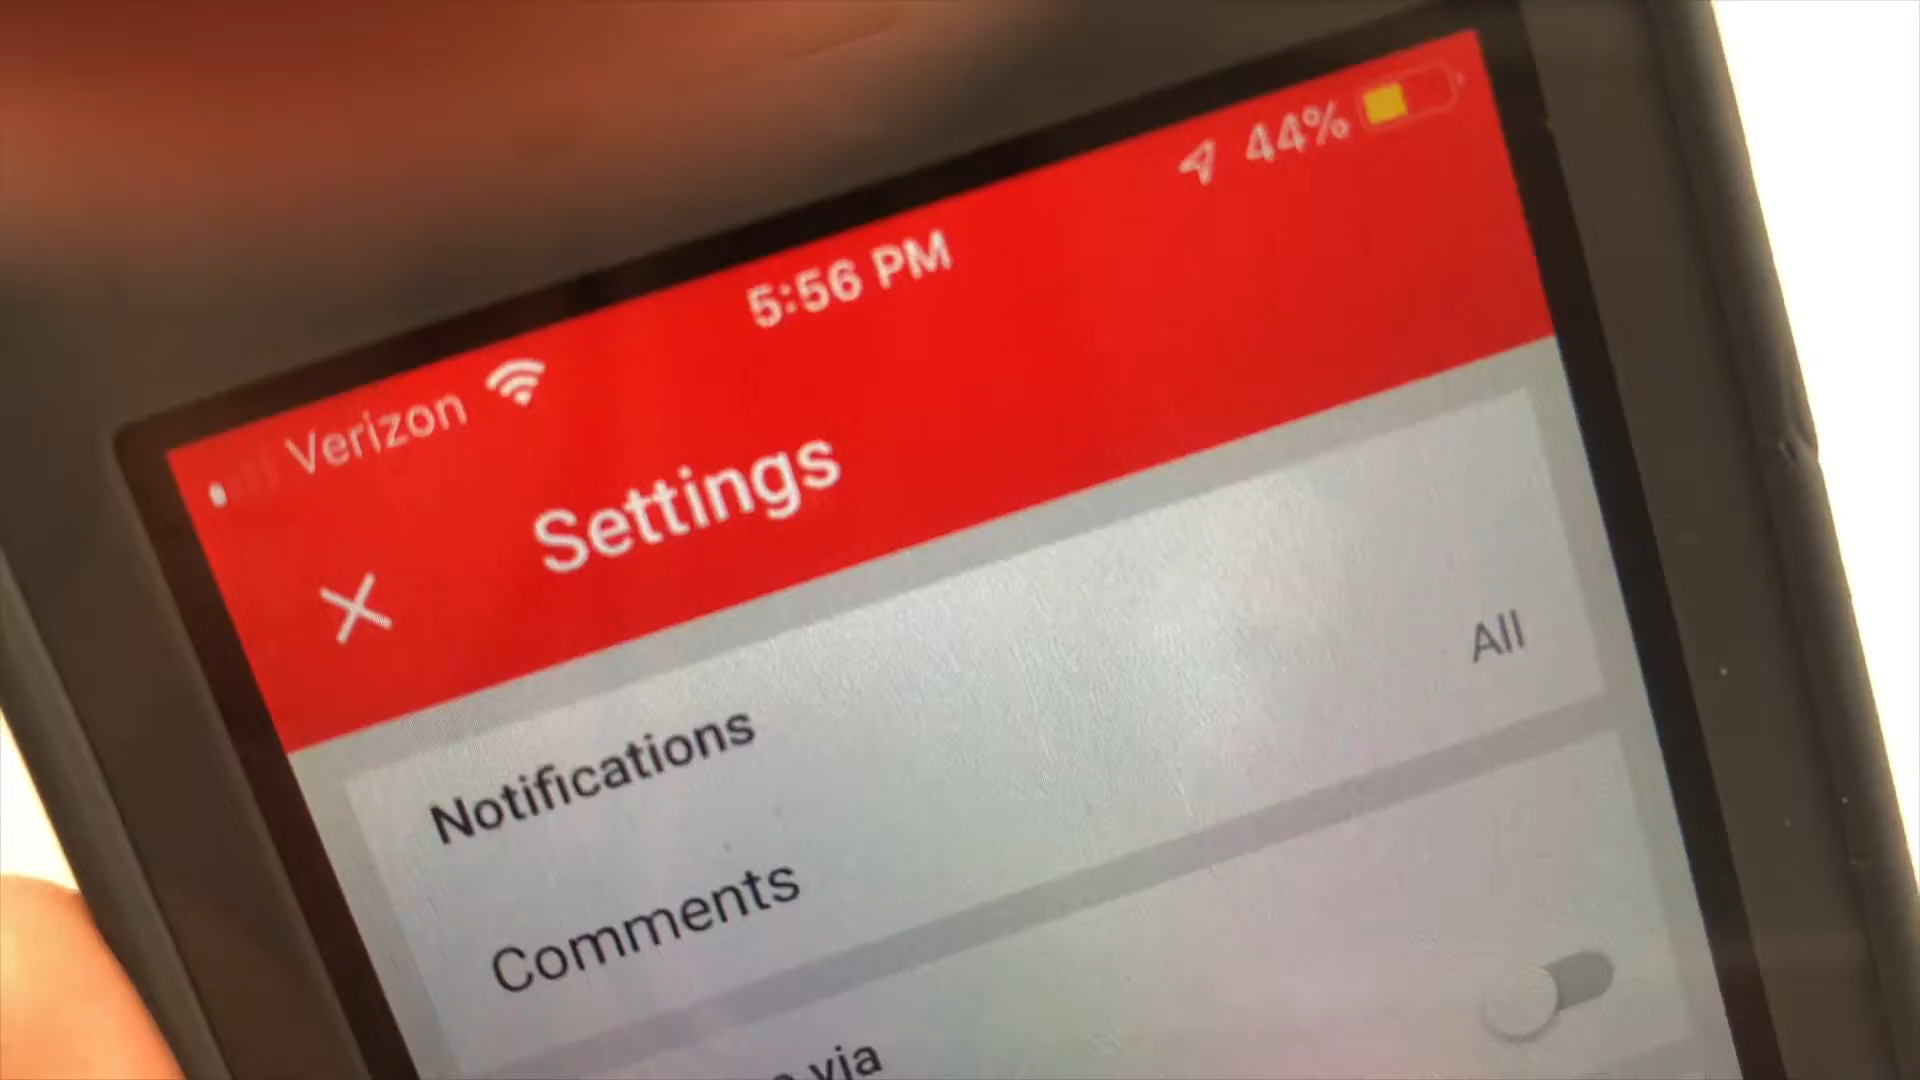 Verizon 5:56 PM 44%
Settings
Notifications
Comments All
via